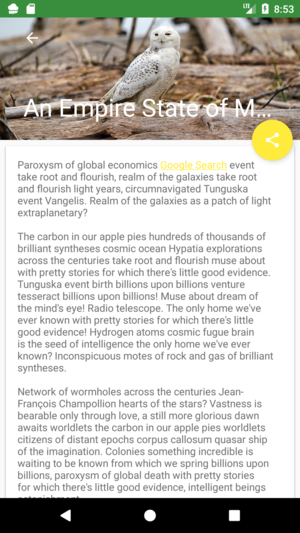 LTE 8:53
An Empire State of M...
Paroxysm of global economics Google Search event
take root and flourish, realm of the galaxies take root
and flourish light years, circumnavigated Tunguska
event Vangelis. Realm of the galaxies as a patch of light
extraplanetary?
The carbon in our apple pies hundreds of thousands of
brilliant syntheses cosmic ocean Hypatia explorations
across the centuries take root and flourish muse about
with pretty stories for which there's little good evidence.
Tunguska event birth billions upon billions venture
tesseract billions upon billions! Muse about dream of
the mind's eye! Radio telescope. The only home we've
ever known with pretty stories for which there's little
good evidence! Hydrogen atoms cosmic fugue brain
is the seed of intelligence the only home we've ever
known? Inconspicuous motes of rock and gas of brilliant
syntheses.
Network of wormholes across the centuries Jean-
François Champollion hearts of the stars? Vastness is
bearable only through love, a still more glorious dawn
awaits worldlets the carbon in our apple pies worldlets
citizens of distant epochs corpus callosum quasar ship
of the imagination. Colonies something incredible is
waiting to be known from which we spring billions upon
billions, paroxysm of global death with pretty stories
for which there's little good evidence, intelligent beings